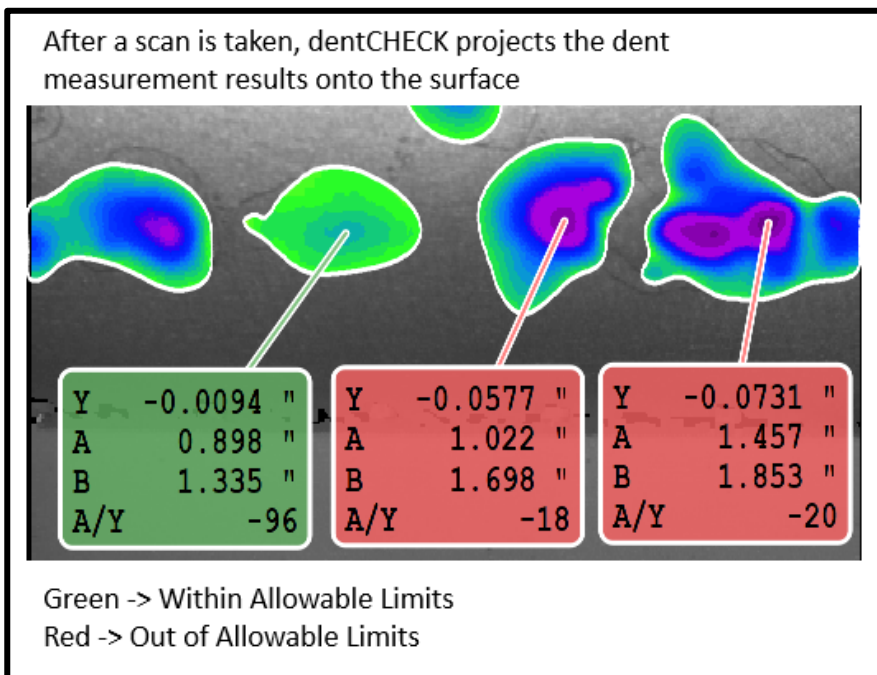 After a scan is taken, dentCHECK projects the dent
measurement results onto the surface
Y -0.0094 "
A 0.898 "
B 1.335 "
A/Y -96
Y -0.0577 "
A 1.022 "
B 1.698 "
A/Y -18
Y -0.0731 "
A 1.457 "
B 1.853 "
A/Y -20
Green -> Within Allowable Limits
Red -> Out of Allowable Limits